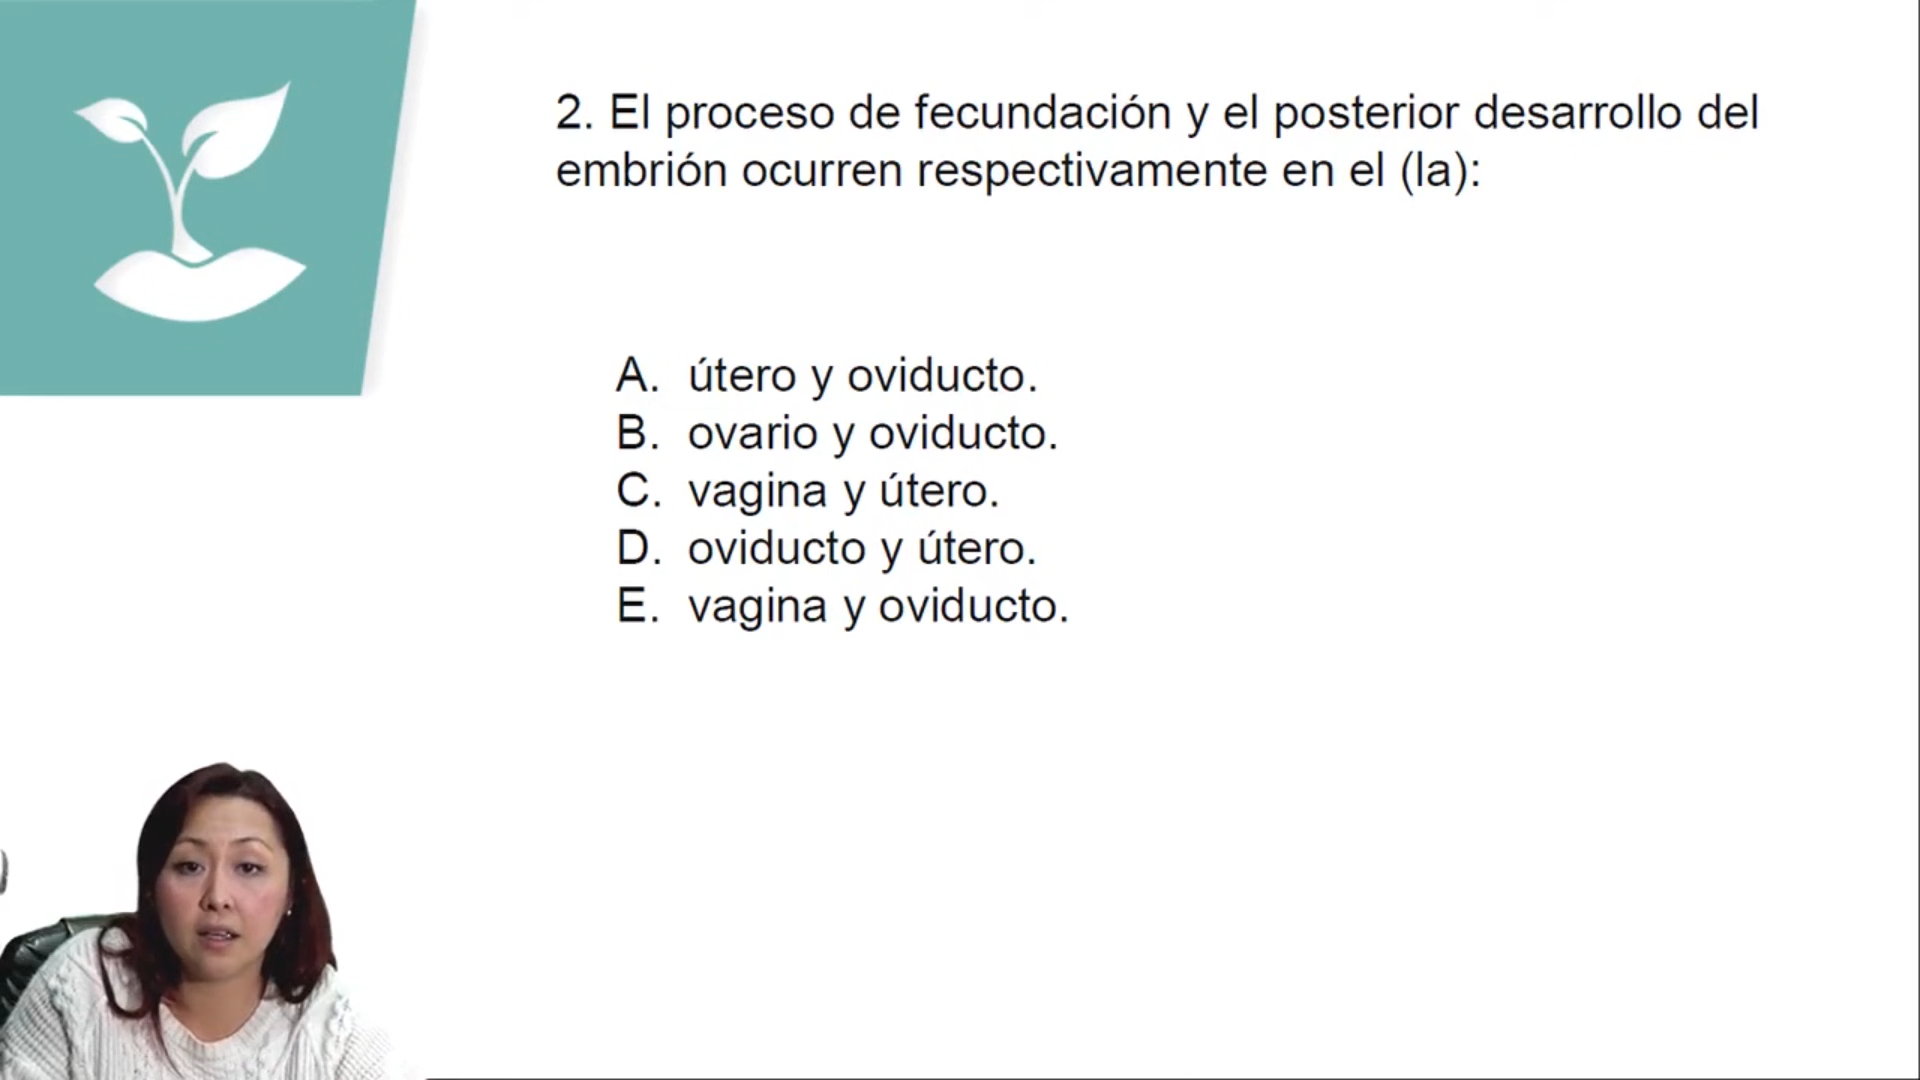 2. El proceso de fecundación y el posterior desarrollo del
embrión ocurren respectivamente en el (la):
A. útero y oviducto.
B. ovario y oviducto.
C. vagina y útero.
D. oviducto y útero.
E. vagina y oviducto.